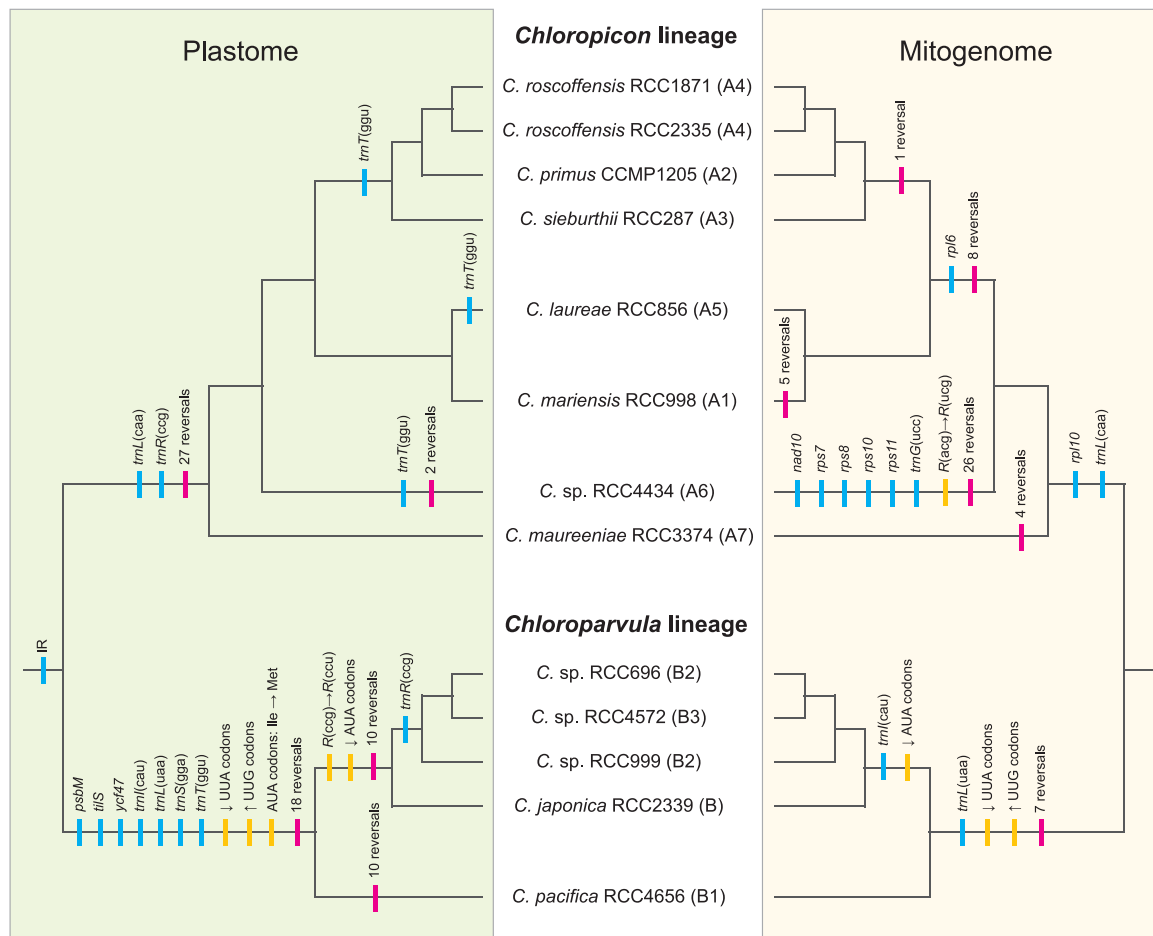 Plastome
Chloropicon lineage
Mitogenome
C. roscoffensis RCC1871 (A4)
C. roscoffensis RCC2335 (A4)
C. primus CCMP1205 (A2)
C. sieburthii RCC287 (A3)
C. laureae RCC856 (A5)
C. mariensis RCC998 (A1)
C. sp. RCC4434 (A6)
C. maureeniae RCC3374 (A7)
Chloroparvula lineage
C. sp. RCC696 (B2)
C. sp. RCC4572 (B3)
C. sp. RCC999 (B2)
C. japonica RCC2339 (B)
C. pacifica RCC4656 (B1)
trnT(ggu)
trnT(ggu)
trnL(caa)
trnR(ccg)
27 reversals
trnT(ggu)
2 reversals
IR
psbM
tilS
ycf47
trnI(cau)
trnL(uaa)
trnS(gga)
trnT(ggu)
↓ UUA codons
↑ UUG codons
AUA codons: Ile → Met
18 reversals
R(ccg)→R(ccu)
↓ AUA codons
10 reversals
trnR(ccg)
10 reversals
1 reversal
rpl6
8 reversals
5 reversals
nad10
rps7
rps8
rps10
rps11
trnG(ucc)
R(acg)→R(ucg)
26 reversals
4 reversals
rpl10
trnL(caa)
trnI(cau)
↓ AUA codons
trnL(uaa)
↓ UUA codons
↑ UUG codons
7 reversals